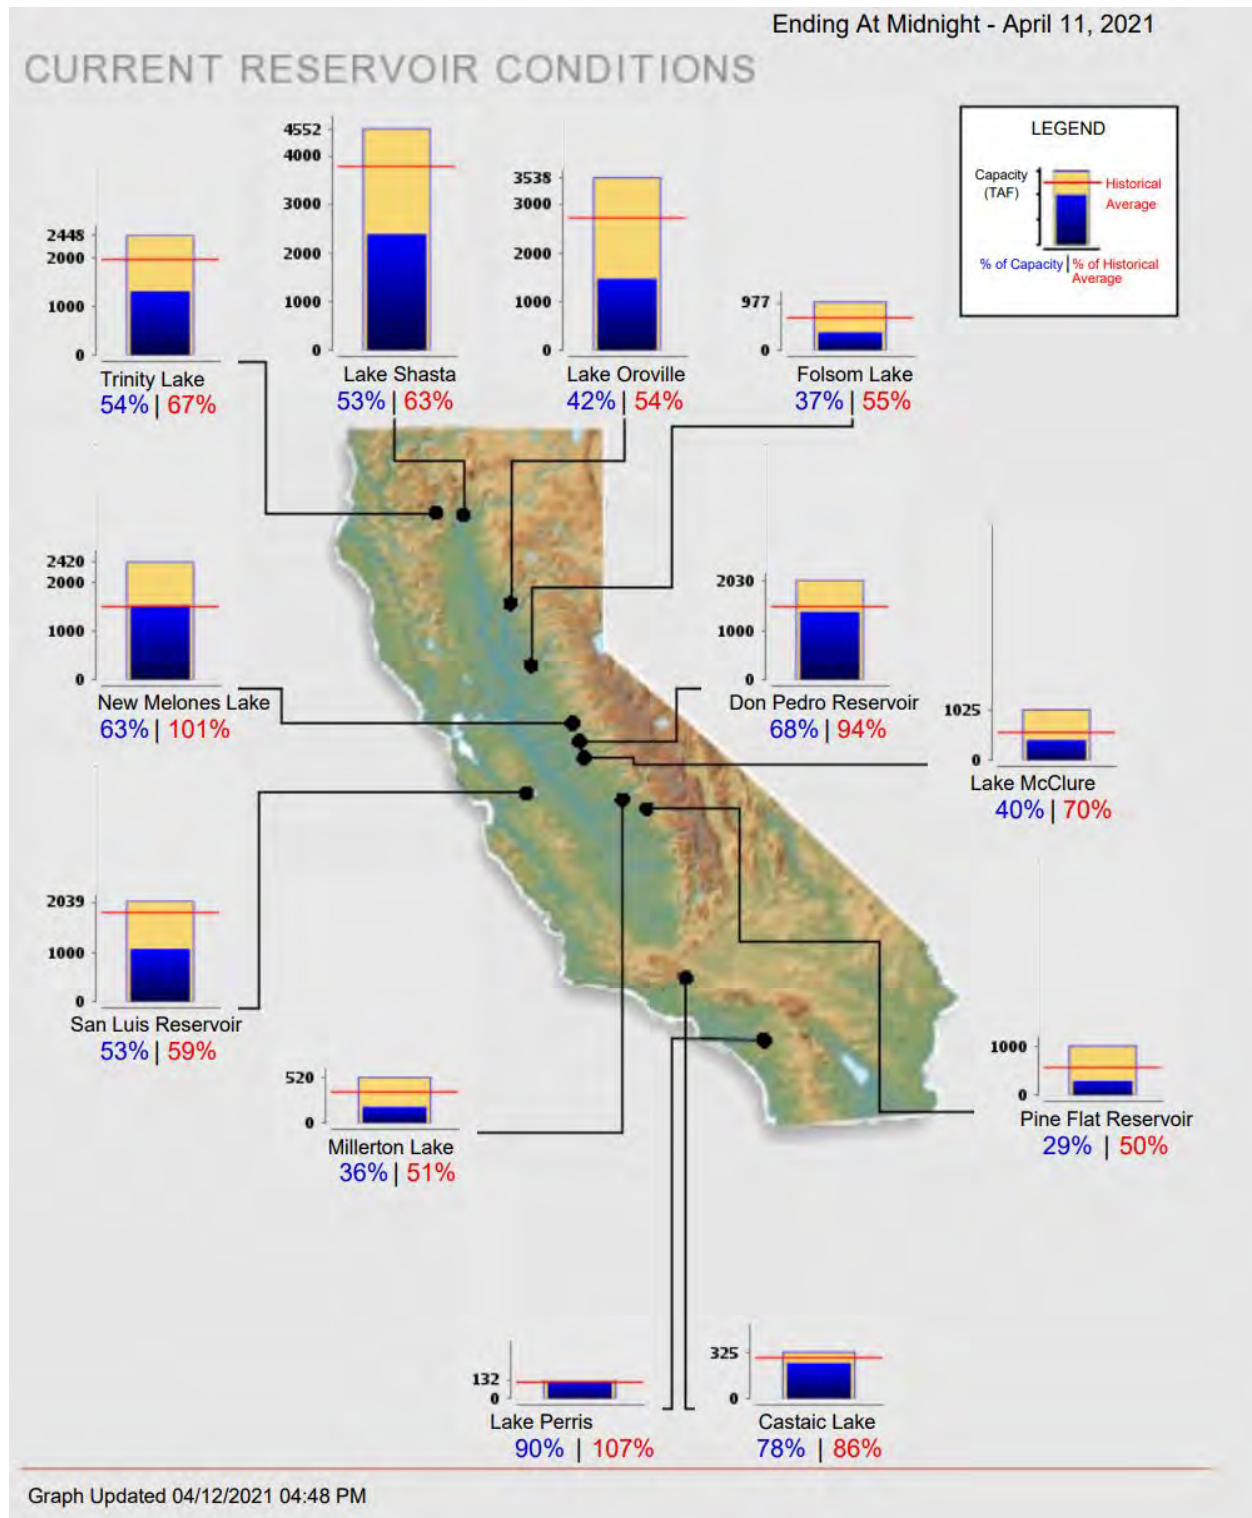 Ending At Midnight - April 11, 2021
CURRENT RESERVOIR CONDITIONS
LEGEND
Capacity
(TAF)
Historical
Average
% of Capacity | % of Historical
Average
2448
2000
1000
0
Trinity Lake
54% | 67%
4552
4000
3000
2000
1000
0
Lake Shasta
53% | 63%
3538
3000
2000
1000
0
Lake Oroville
42% | 54%
977
0
Folsom Lake
37% | 55%
2420
2000
1000
0
New Melones Lake
63% | 101%
2030
1000
0
Don Pedro Reservoir
68% | 94%
1025
0
Lake McClure
40% | 70%
2039
1000
0
San Luis Reservoir
53% | 59%
520
0
Millerton Lake
36% | 51%
1000
0
Pine Flat Reservoir
29% | 50%
132
0
Lake Perris
90% | 107%
325
0
Castaic Lake
78% | 86%
Graph Updated 04/12/2021 04:48 PM